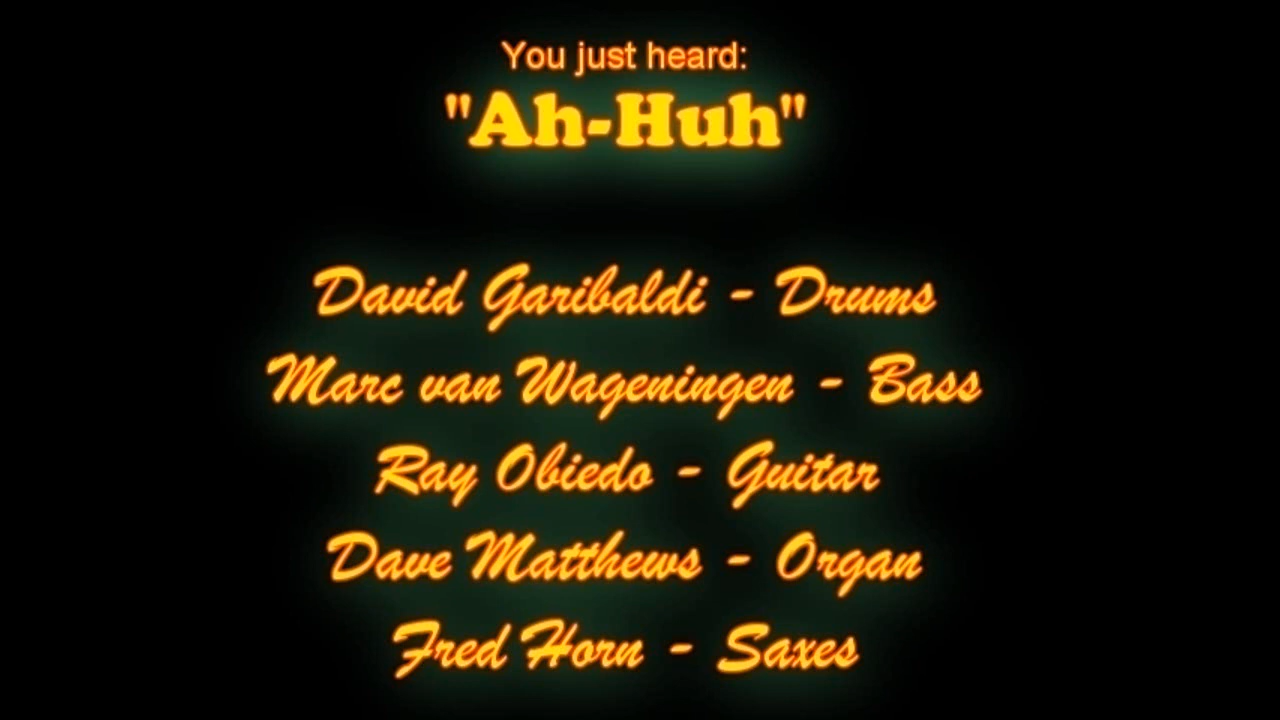 You just heard:
"Ah-Huh"
David Garibaldi - Drums
Marc van Wageningen - Bass
Ray Obiedo - Guitar
Dave Matthews - Organ
Fred Horn - Saxes